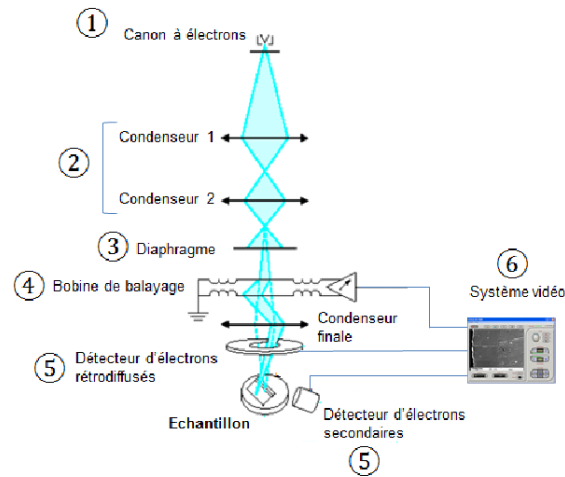 1
Canon à électrons
Condenseur 1
2
Condenseur 2
3 Diaphragme
4 Bobine de balayage
6
Système vidéo
Condenseur
finale
5 Détecteur d'électrons
rétrodiffusés
Echantillon
Détecteur d'électrons
secondaires
5